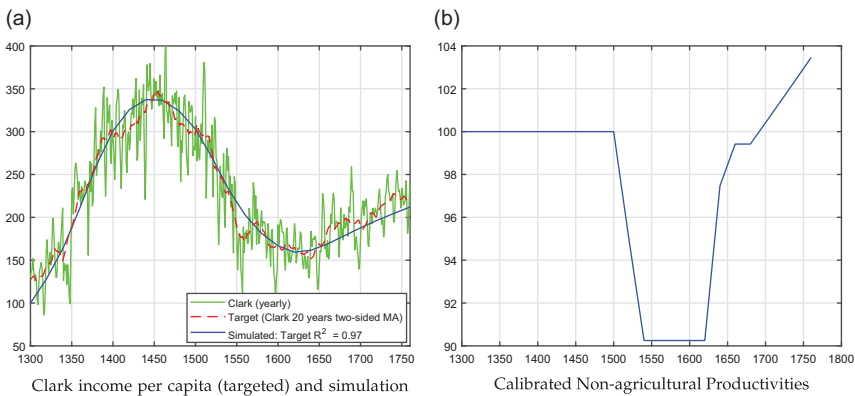 (a)
400
350
300
250
200
150
100
50
Clark (yearly)
Target (Clark 20 years two-sided MA)
Simulated: Target R² = 0.97
1300 1350 1400 1450 1500 1550 1600 1650 1700 1750
Clark income per capita (targeted) and simulation
(b)
104
102
100
98
96
94
92
90
1300 1400 1500 1600 1500 1600 1650 1700 1750 1800
Calibrated Non-agricultural Productivities